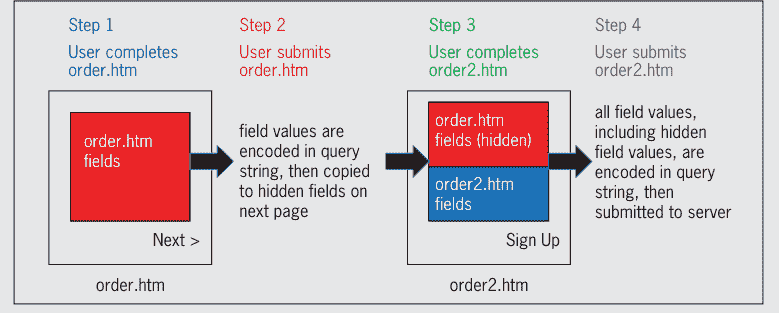 Step 1
User completes
order.htm
Step 2
User submits
order.htm
Step 3
User completes
order2.htm
Step 4
User submits
order2.htm
order.htm
fields
Next >
order.htm
field values are
encoded in query
string, then copied
to hidden fields on
next page
order.htm
fields (hidden)
order2.htm
fields
Sign Up
order2.htm
all field values,
including hidden
field values, are
encoded in query
string, then
submitted to server